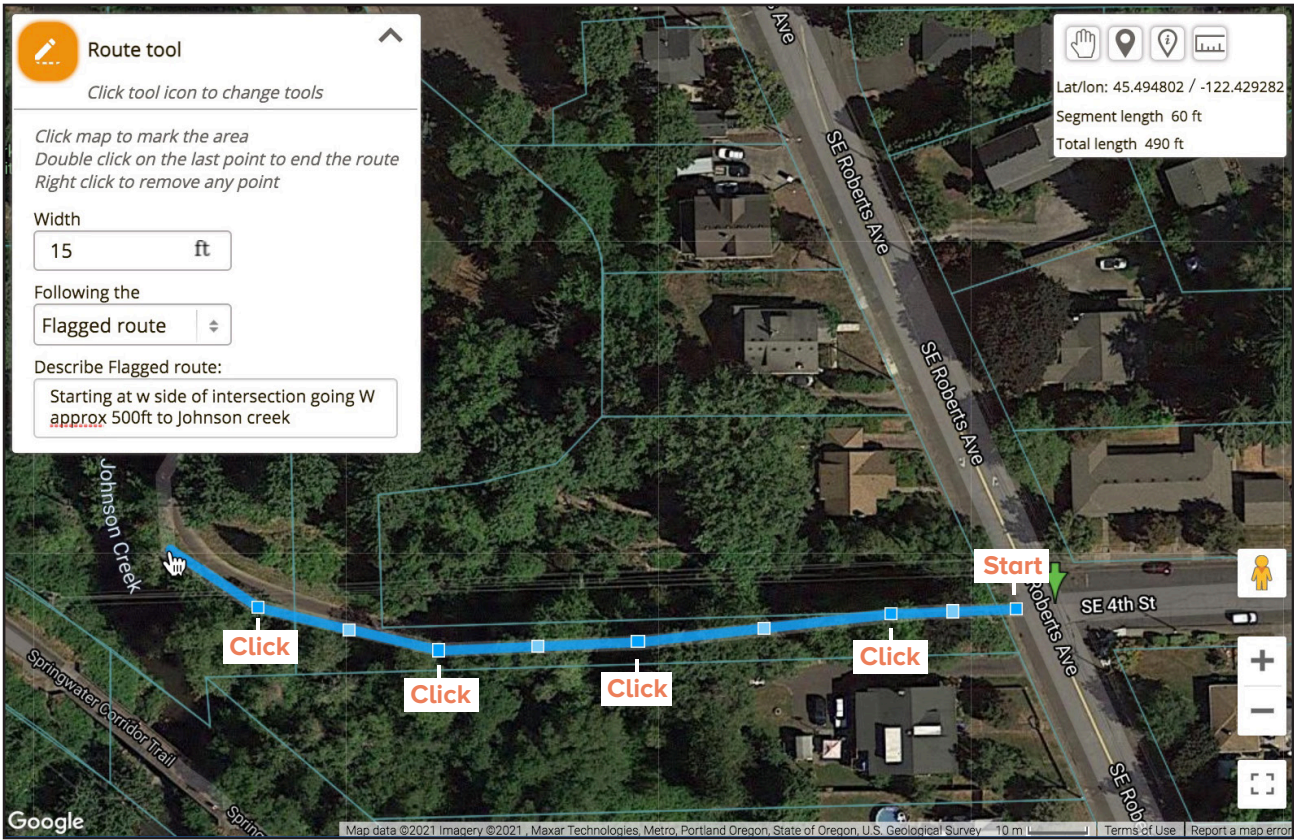 Route tool
Click tool icon to change tools
Click map to mark the area
Double click on the last point to end the route
Right click to remove any point
Width
15 ft
Following the
Flagged route
Describe Flagged route:
Starting at w side of intersection going W
approx 500ft to Johnson creek
Lat/lon: 45.494802 / -122.429282
Segment length 60 ft
Total length 490 ft
s Ave
SE Roberts Ave
SE Roberts Ave
Johnson Creek
Start
Roberts Ave
SE 4th St
Click
Click
Click
Click
Springwater Corridor Trail
Spring
SE Rob
Google
Map data ©2021 Imagery ©2021 , Maxar Technologies, Metro, Portland Oregon, State of Oregon, U.S. Geological Survey 10 m Terms of Use Report a map error